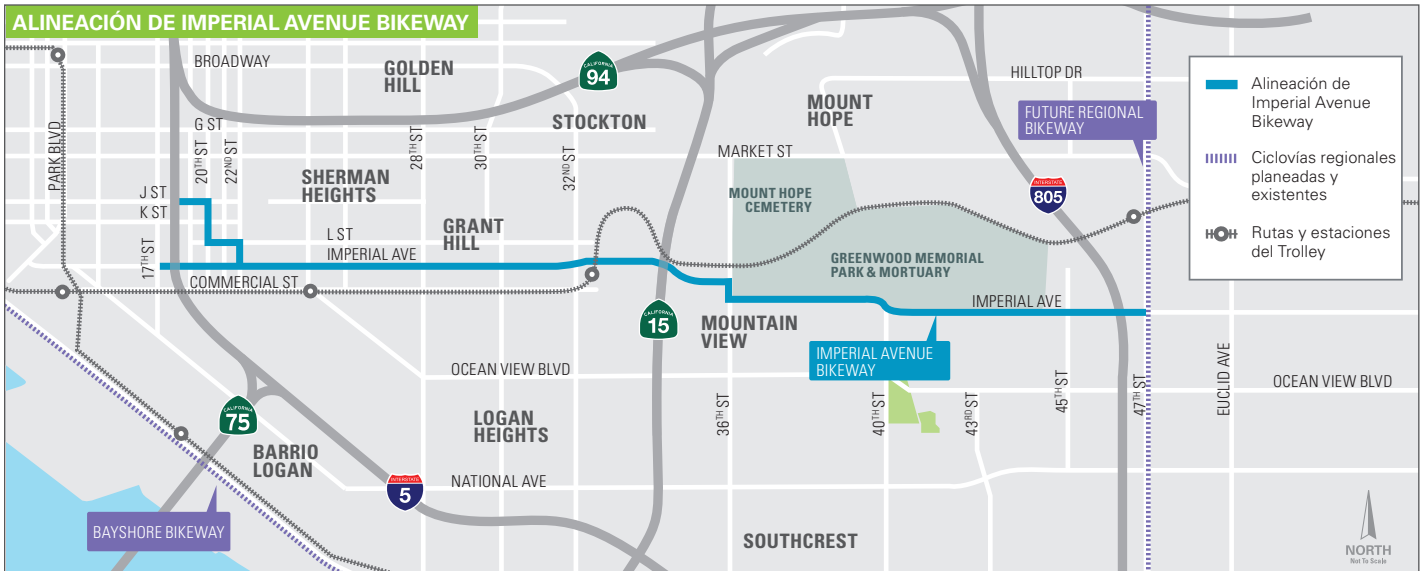 ALINEACIÓN DE IMPERIAL AVENUE BIKEWAY
BROADWAY
GOLDEN
HILL
CALIFORNIA
94
STOCKTON
MOUNT
HOPE
HILLTOP DR
FUTURE REGIONAL
BIKEWAY
Alineación de
Imperial Avenue
Bikeway
Ciclovías regionales
planeadas y
existentes
Rutas y estaciones
del Trolley
PARK BLVD
G ST
20TH ST
22ND ST
28TH ST
30TH ST
32ND ST
MARKET ST
SHERMAN
HEIGHTS
MOUNT HOPE
CEMETERY
INTERSTATE
805
J ST
K ST
L ST
GRANT
HILL
IMPERIAL AVE
17TH ST
COMMERCIAL ST
GREENWOOD MEMORIAL
PARK & MORTUARY
IMPERIAL AVE
CALIFORNIA
15
MOUNTAIN
VIEW
IMPERIAL AVENUE
BIKEWAY
OCEAN VIEW BLVD
36TH ST
40TH ST
43RD ST
45TH ST
47TH ST
EUCLID AVE
OCEAN VIEW BLVD
CALIFORNIA
75
LOGAN
HEIGHTS
BARRIO
LOGAN
INTERSTATE
5
NATIONAL AVE
BAYSHORE BIKEWAY
SOUTHCREST
NORTH
Not To Scale